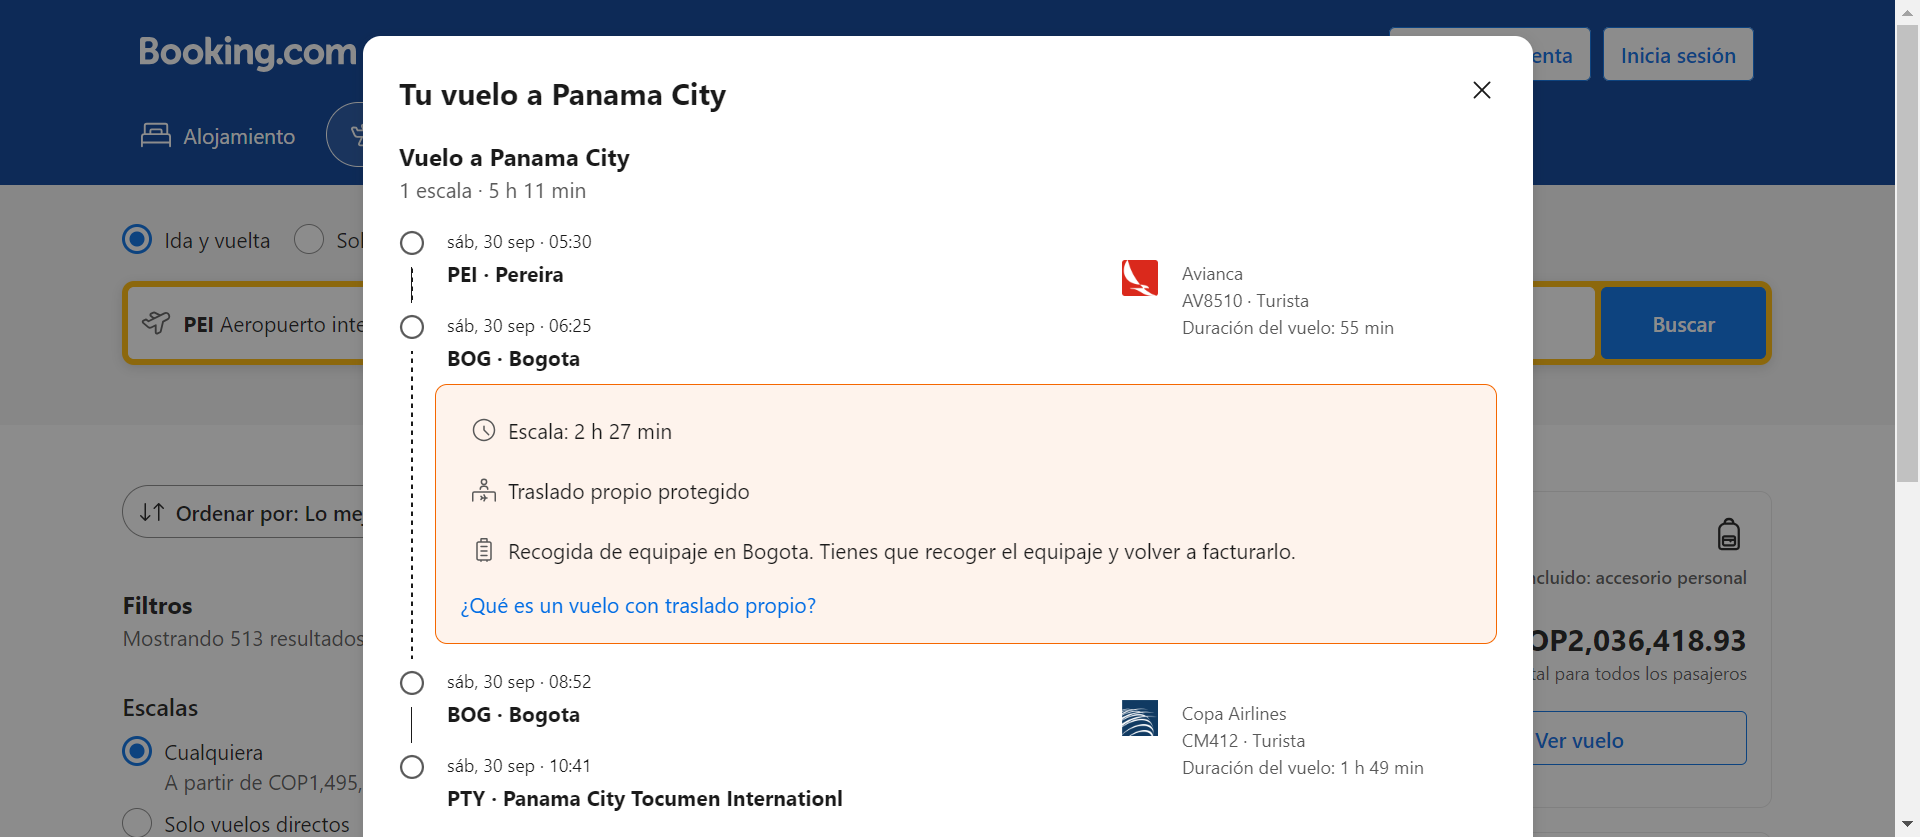 Booking.com
enta
Inicia sesión
Alojamiento
Tu vuelo a Panama City
Vuelo a Panama City
1 escala · 5 h 11 min
sáb, 30 sep · 05:30
PEI · Pereira
Avianca
AV8510 · Turista
Duración del vuelo: 55 min
sáb, 30 sep · 06:25
BOG · Bogota
Escala: 2 h 27 min
Traslado propio protegido
Recogida de equipaje en Bogota. Tienes que recoger el equipaje y volver a facturarlo.
¿Qué es un vuelo con traslado propio?
sáb, 30 sep · 08:52
BOG · Bogota
Copa Airlines
CM412 · Turista
Duración del vuelo: 1 h 49 min
sáb, 30 sep · 10:41
PTY · Panama City Tocumen Internationl
Ida y vuelta
Sol
PEI Aeropuerto inte
Buscar
Ordenar por: Lo me
Filtros
Mostrando 513 resultados
Escalas
Cualquiera
A partir de COP1,495,
Solo vuelos directos
cluido: accesorio personal
OP2,036,418.93
tal para todos los pasajeros
Ver vuelo